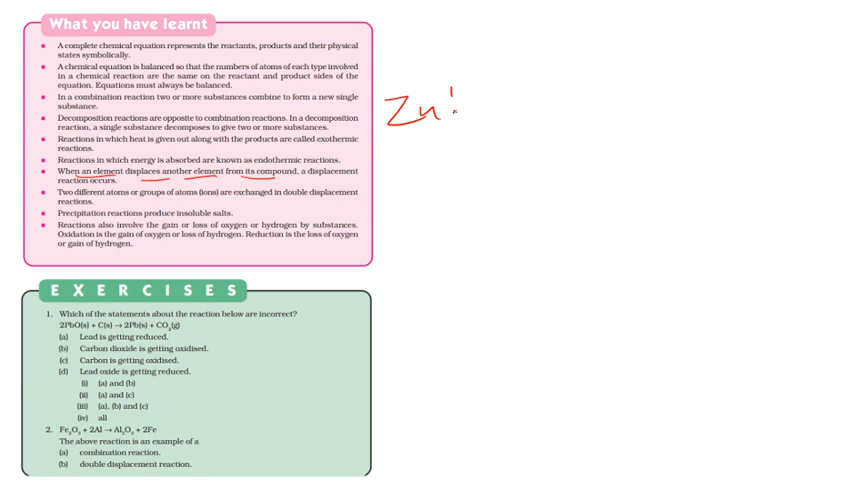 What you have learnt
▪ A complete chemical equation represents the reactants, products and their physical
states symbolically.
▪ A chemical equation is balanced so that the numbers of atoms of each type involved
in a chemical reaction are the same on the reactant and product sides of the
equation. Equations must always be balanced.
▪ In a combination reaction two or more substances combine to form a new single
substance.
▪ Decomposition reactions are opposite to combination reactions. In a decomposition
reaction, a single substance decomposes to give two or more substances.
▪ Reactions in which heat is given out along with the products are called exothermic
reactions.
▪ Reactions in which energy is absorbed are known as endothermic reactions.
▪ When an element displaces another element from its compound, a displacement
reaction occurs.
▪ Two different atoms or groups of atoms (ions) are exchanged in double displacement
reactions.
▪ Precipitation reactions produce insoluble salts.
▪ Reactions also involve the gain or loss of oxygen or hydrogen by substances.
Oxidation is the gain of oxygen or loss of hydrogen. Reduction is the loss of oxygen
or gain of hydrogen.
Zn
EXERCISES
1. Which of the statements about the reaction below are incorrect?
2PbO(s) + C(s) → 2Pb(s) + CO₂(g)
(a) Lead is getting reduced.
(b) Carbon dioxide is getting oxidised.
(c) Carbon is getting oxidised.
(d) Lead oxide is getting reduced.
(i) (a) and (b)
(ii) (a) and (c)
(iii) (a), (b) and (c)
(iv) all
2. Fe₂O₃ + 2Al → Al₂O₃ + 2Fe
The above reaction is an example of a
(a) combination reaction.
(b) double displacement reaction.